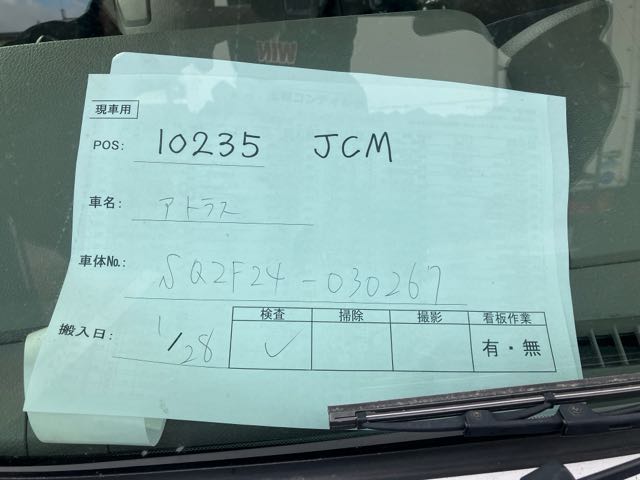 現車用
POS: 10235 JCM
車名: アトラス
車体No.: SQ2F24-030267
搬入日: 1/28
検査 掃除 撮影 看板作業
✓ 有・無